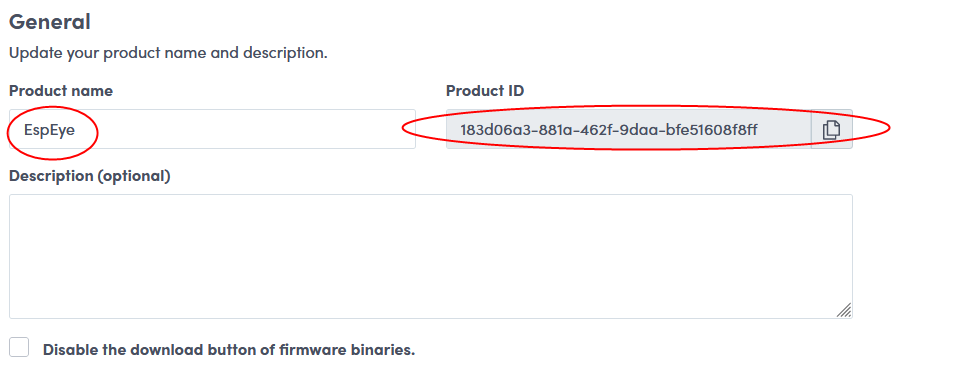 General
Update your product name and description.
Product name
Product ID
EspEye
183d06a3-881a-462f-9daa-bfe51608f8ff
Description (optional)
Disable the download button of firmware binaries.